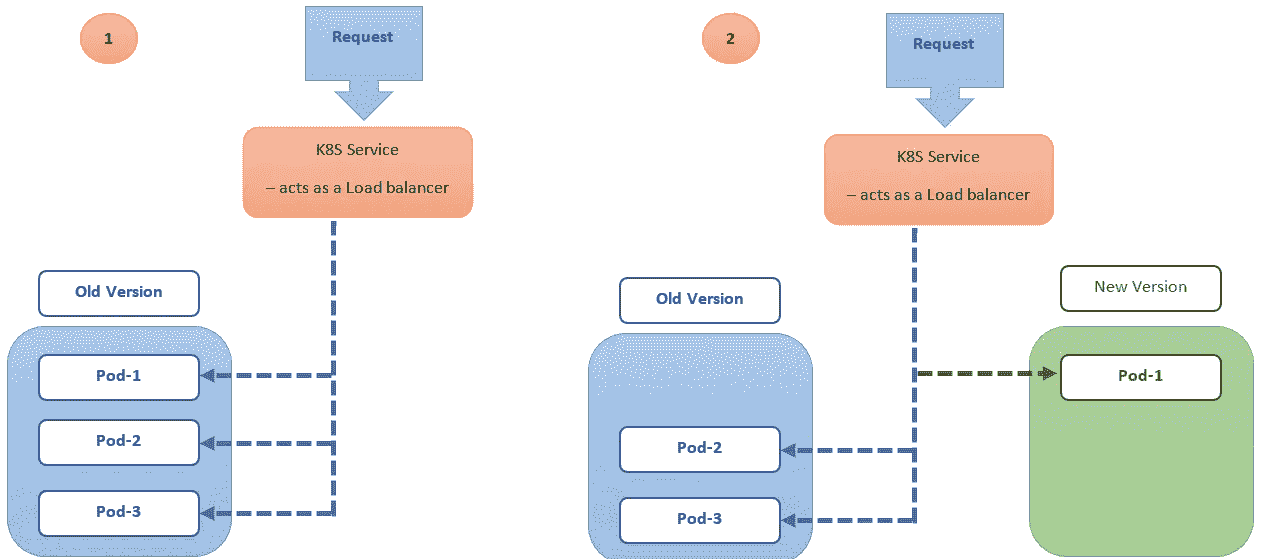 1
Request
K8S Service
– acts as a Load balancer
Old Version
Pod-1
Pod-2
Pod-3
2
Request
K8S Service
– acts as a Load balancer
Old Version
Pod-2
Pod-3
New Version
Pod-1